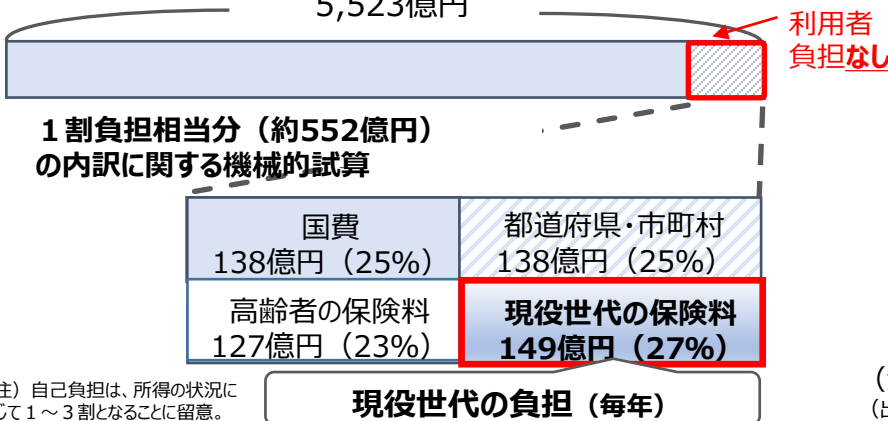 5,523億円
利用者
負担なし
１割負担相当分（約552億円）
の内訳に関する機械的試算
国費
138億円（25%）
都道府県・市町村
138億円（25%）
高齢者の保険料
127億円（23%）
現役世代の保険料
149億円（27%）
注）自己負担は、所得の状況に
じて１～３割となることに留意。
現役世代の負担（毎年）